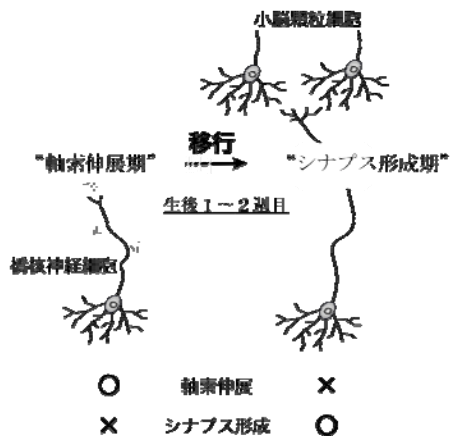 小脳顆粒細胞
移行
"軸索伸展期"
"シナプス形成期"
生後1~2週目
橋核神経細胞
○ 軸索伸展 ×
× シナプス形成 ○